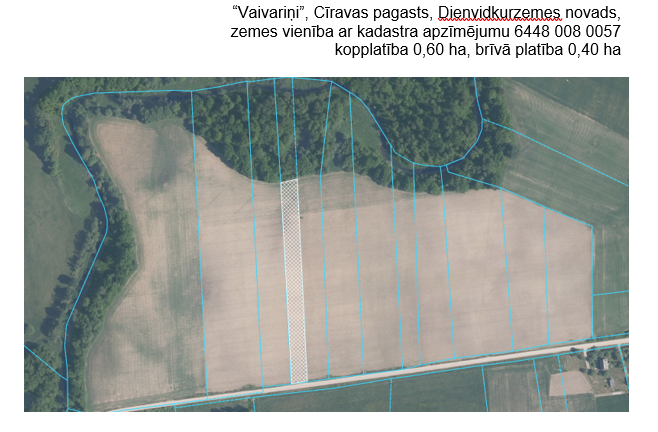 “Vaivariņi”, Cīravas pagasts, Dienvidkurzemes novads,
zemes vienība ar kadastra apzīmējumu 6448 008 0057
kopplatība 0,60 ha, brīvā platība 0,40 ha